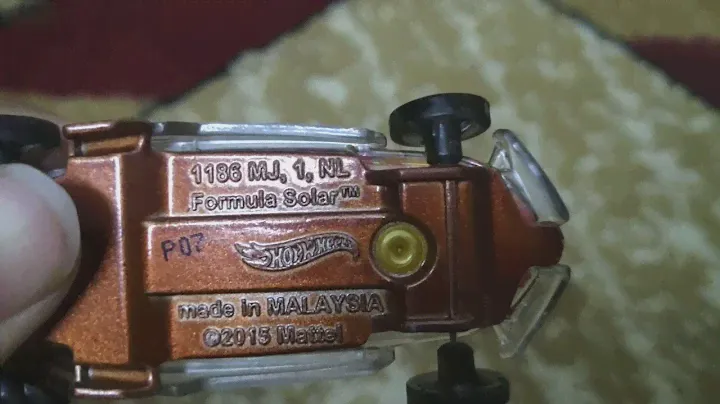 1186 MJ, 1, NL
Formula Solar™
P07
Hot Wheels
made in MALAYSIA
©2015 Mattel